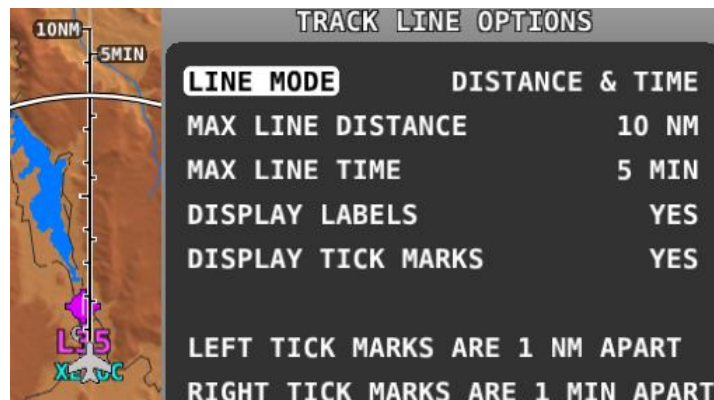 TRACK LINE OPTIONS
10NM
5MIN
LINE MODE DISTANCE & TIME
MAX LINE DISTANCE 10 NM
MAX LINE TIME 5 MIN
DISPLAY LABELS YES
DISPLAY TICK MARKS YES
LEFT TICK MARKS ARE 1 NM APART
RIGHT TICK MARKS ARE 1 MIN APART